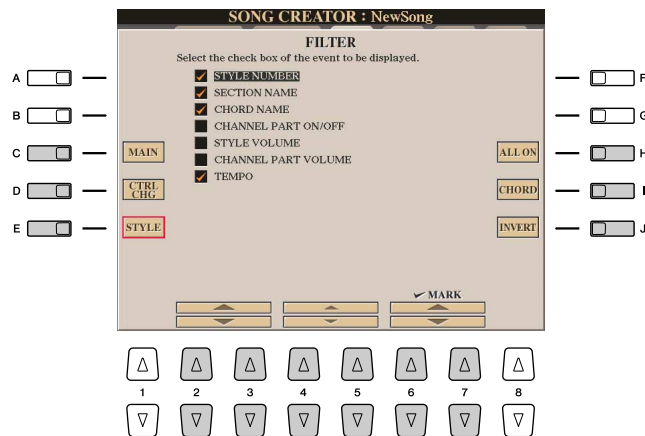 SONG CREATOR : NewSong
FILTER
Select the check box of the event to be displayed.
A
STYLE NUMBER
F
SECTION NAME
B
CHORD NAME
G
CHANNEL PART ON/OFF
C
MAIN
STYLE VOLUME
ALL ON
H
CHANNEL PART VOLUME
TEMPO
D
CTRL
CHG
CHORD
I
E
STYLE
INVERT
J
MARK
1 2 3 4 5 6 7 8